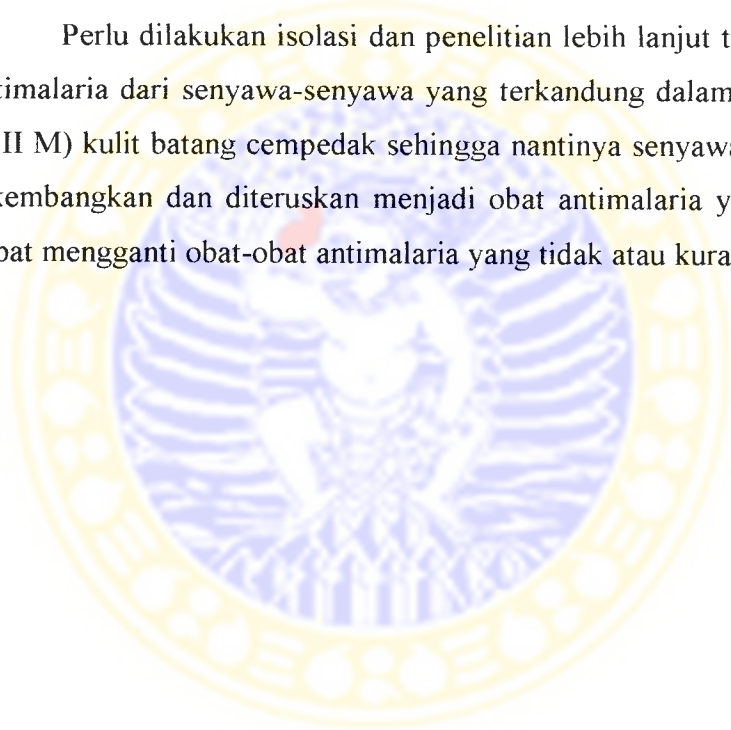 Perlu dilakukan isolasi dan penelitian lebih lanjut t
timalaria dari senyawa-senyawa yang terkandung dalam
II M) kulit batang cempedak sehingga nantinya senyawa
kembangkan dan diteruskan menjadi obat antimalaria y
pat mengganti obat-obat antimalaria yang tidak atau kura